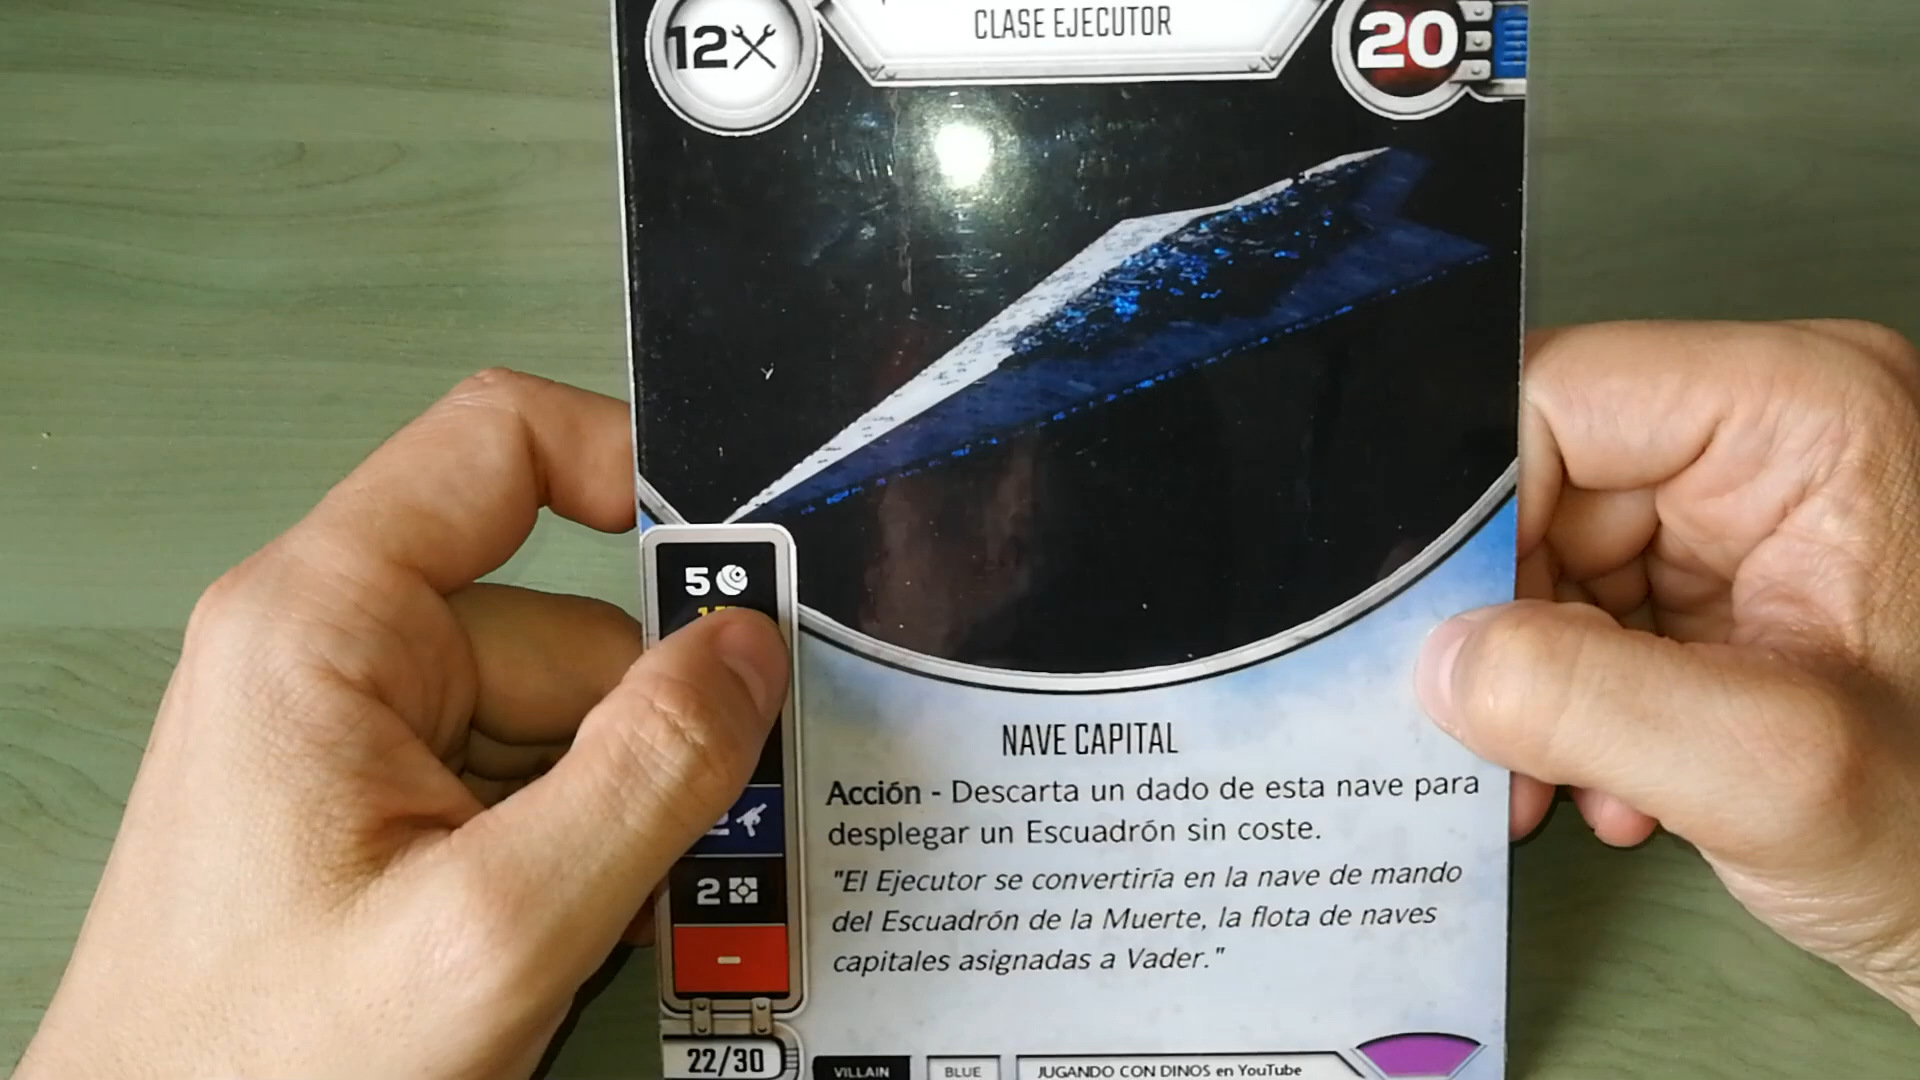 12
CLASE EJECUTOR
20
5
2
2
-
NAVE CAPITAL
Acción - Descarta un dado de esta nave para
desplegar un Escuadrón sin coste.
"El Ejecutor se convertiría en la nave de mando
del Escuadrón de la Muerte, la flota de naves
capitales asignadas a Vader."
22/30
VILLAIN
BLUE
JUGANDO CON DINOS en YouTube